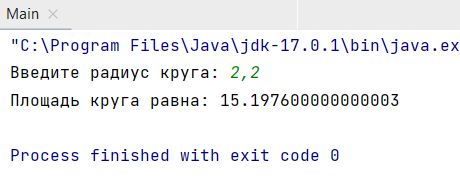 Main
"C:\Program Files\Java\jdk-17.0.1\bin\java.ex
Введите радиус круга: 2,2
Площадь круга равна: 15.197600000000003
Process finished with exit code 0